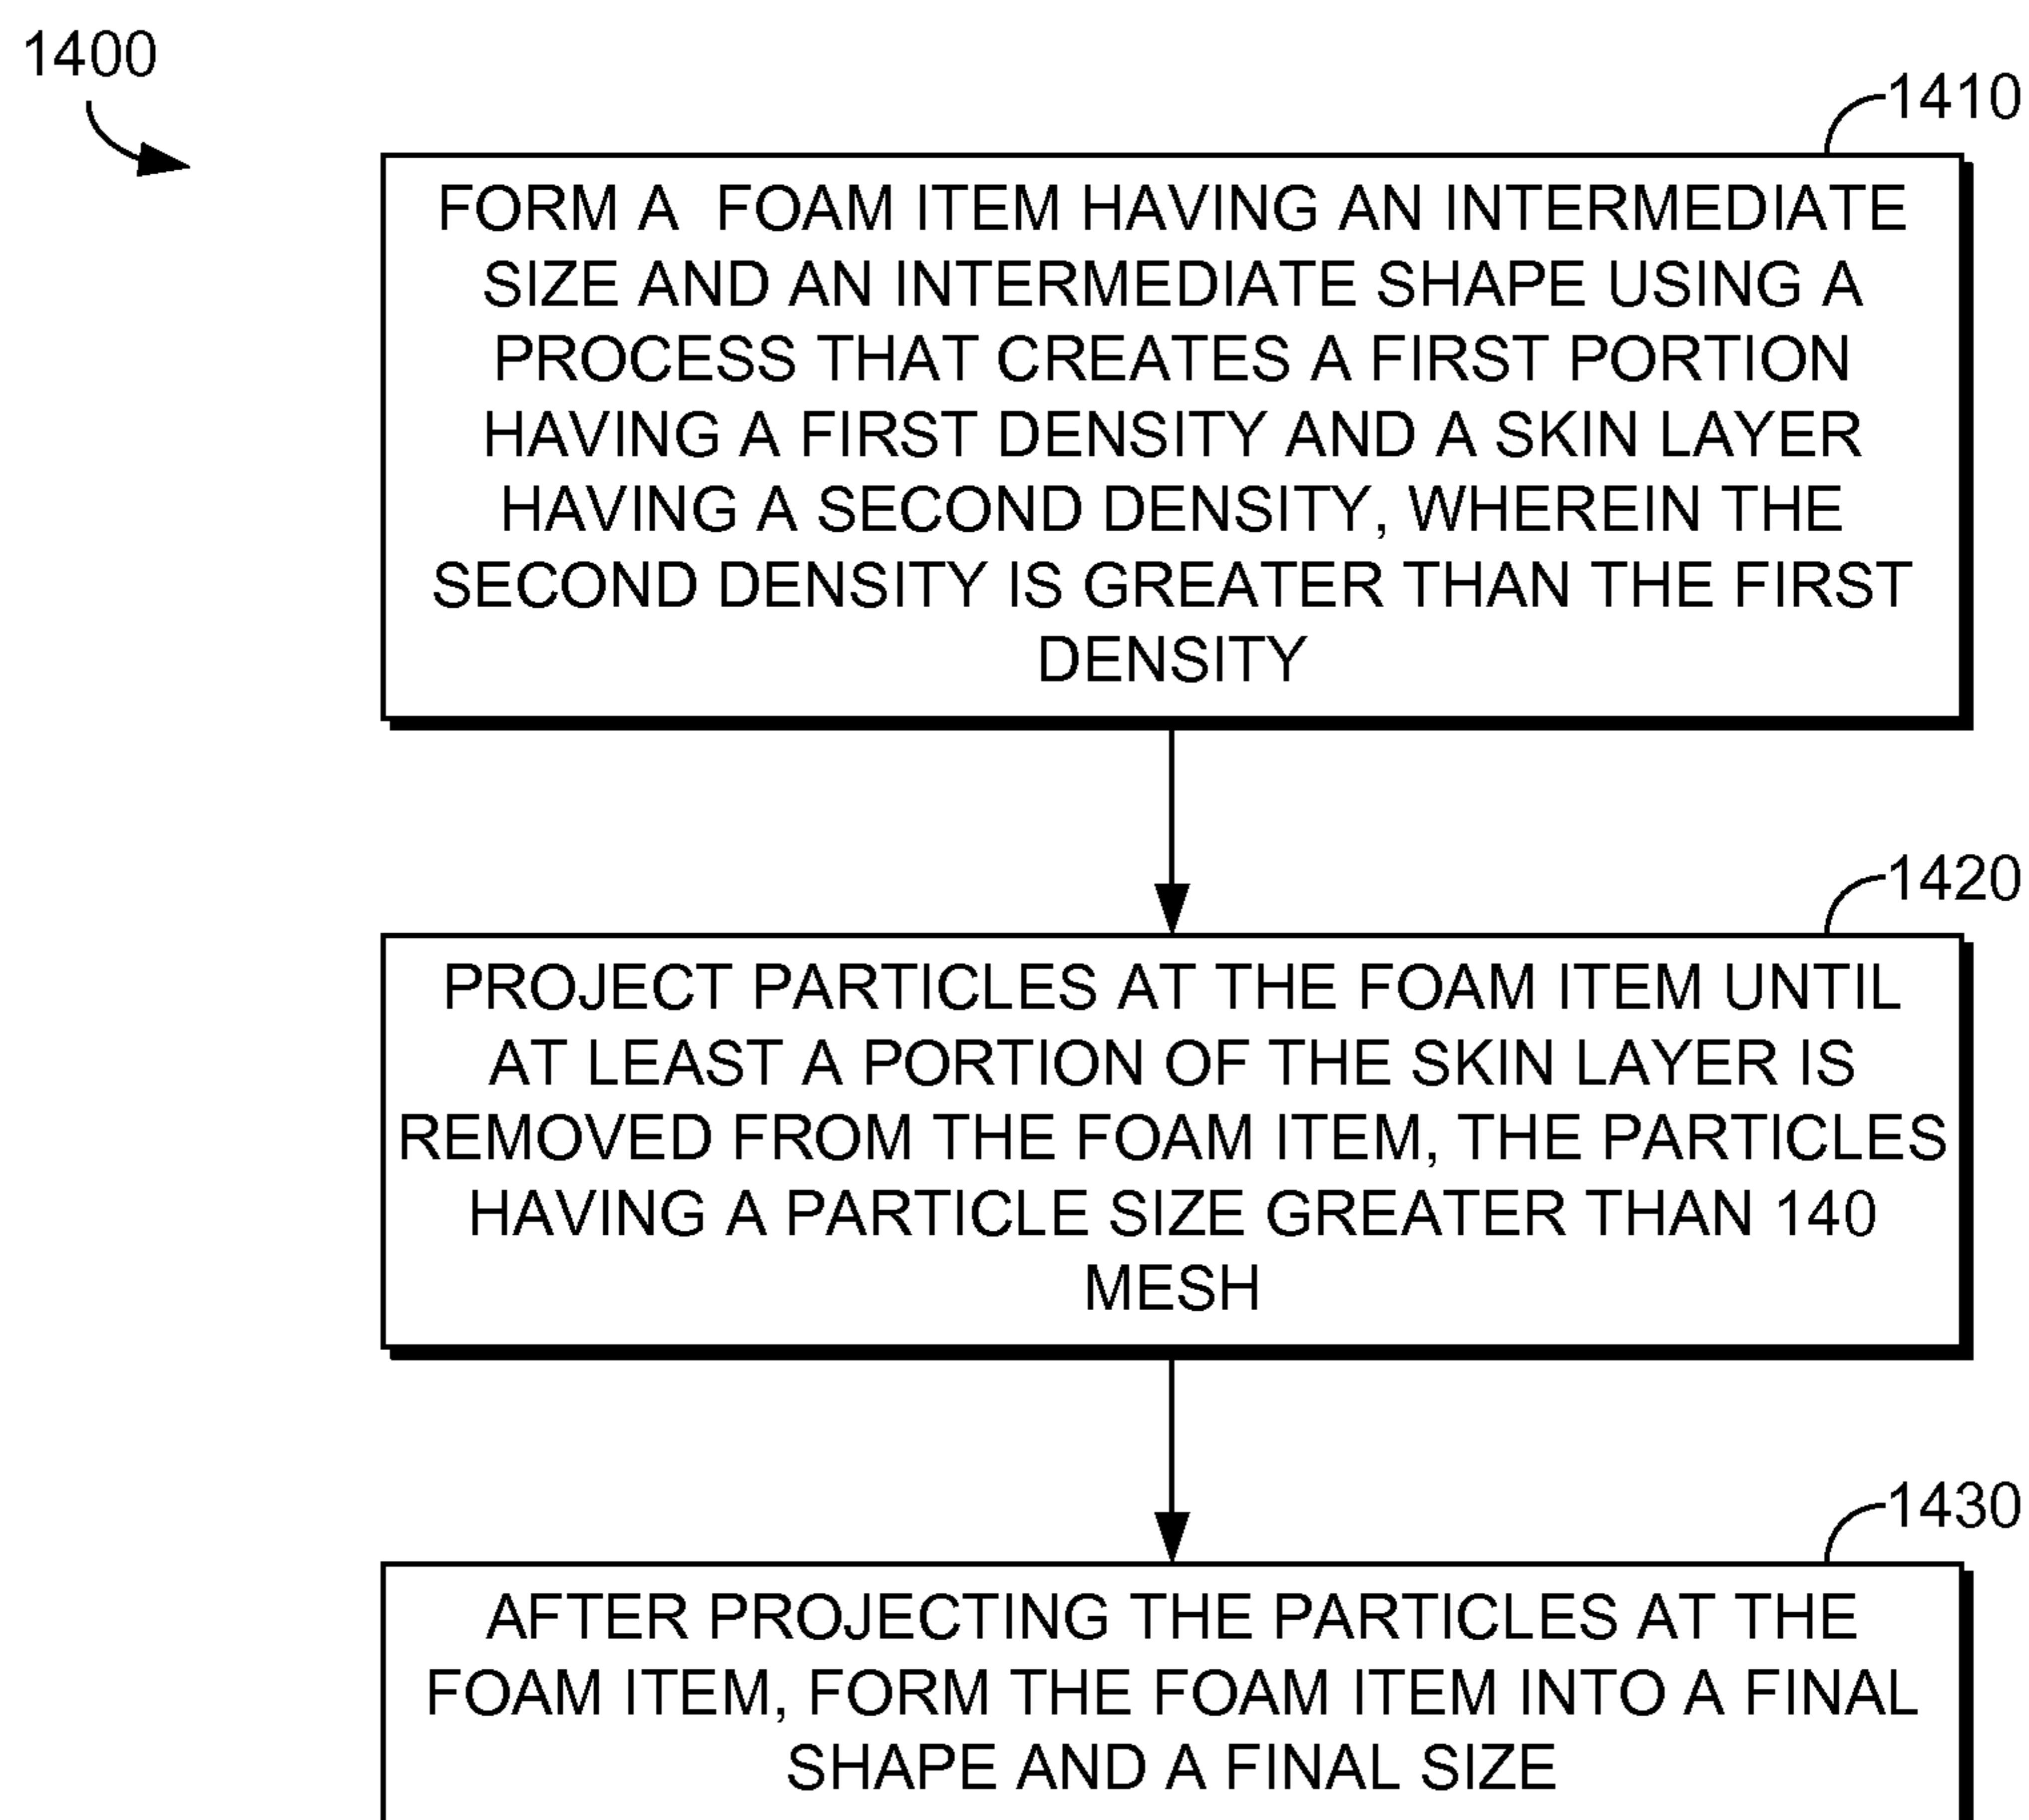 1400
1410
FORM A FOAM ITEM HAVING AN INTERMEDIATE
SIZE AND AN INTERMEDIATE SHAPE USING A
PROCESS THAT CREATES A FIRST PORTION
HAVING A FIRST DENSITY AND A SKIN LAYER
HAVING A SECOND DENSITY, WHEREIN THE
SECOND DENSITY IS GREATER THAN THE FIRST
DENSITY
1420
PROJECT PARTICLES AT THE FOAM ITEM UNTIL
AT LEAST A PORTION OF THE SKIN LAYER IS
REMOVED FROM THE FOAM ITEM, THE PARTICLES
HAVING A PARTICLE SIZE GREATER THAN 140
MESH
1430
AFTER PROJECTING THE PARTICLES AT THE
FOAM ITEM, FORM THE FOAM ITEM INTO A FINAL
SHAPE AND A FINAL SIZE